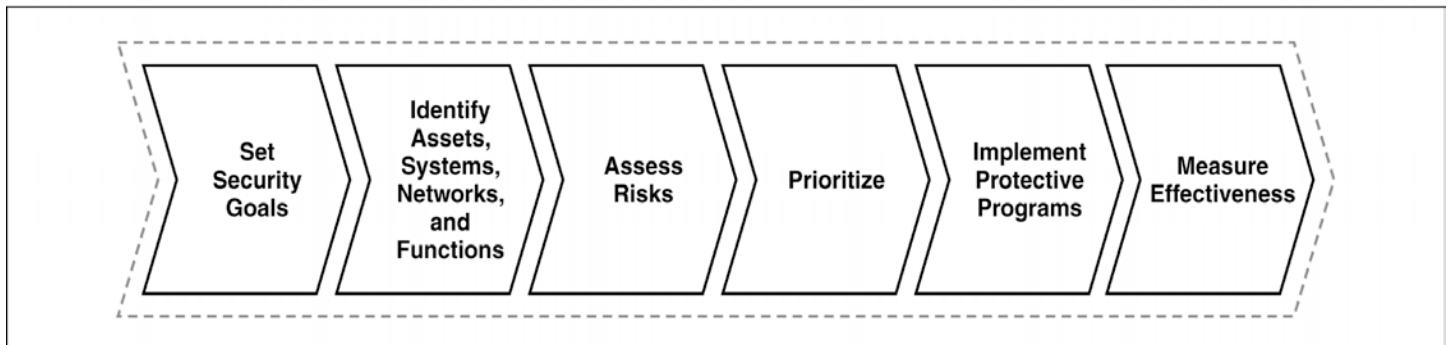 Set
Security
Goals
Identify
Assets,
Systems,
Networks,
and
Functions
Assess
Risks
Prioritize
Implement
Protective
Programs
Measure
Effectiveness